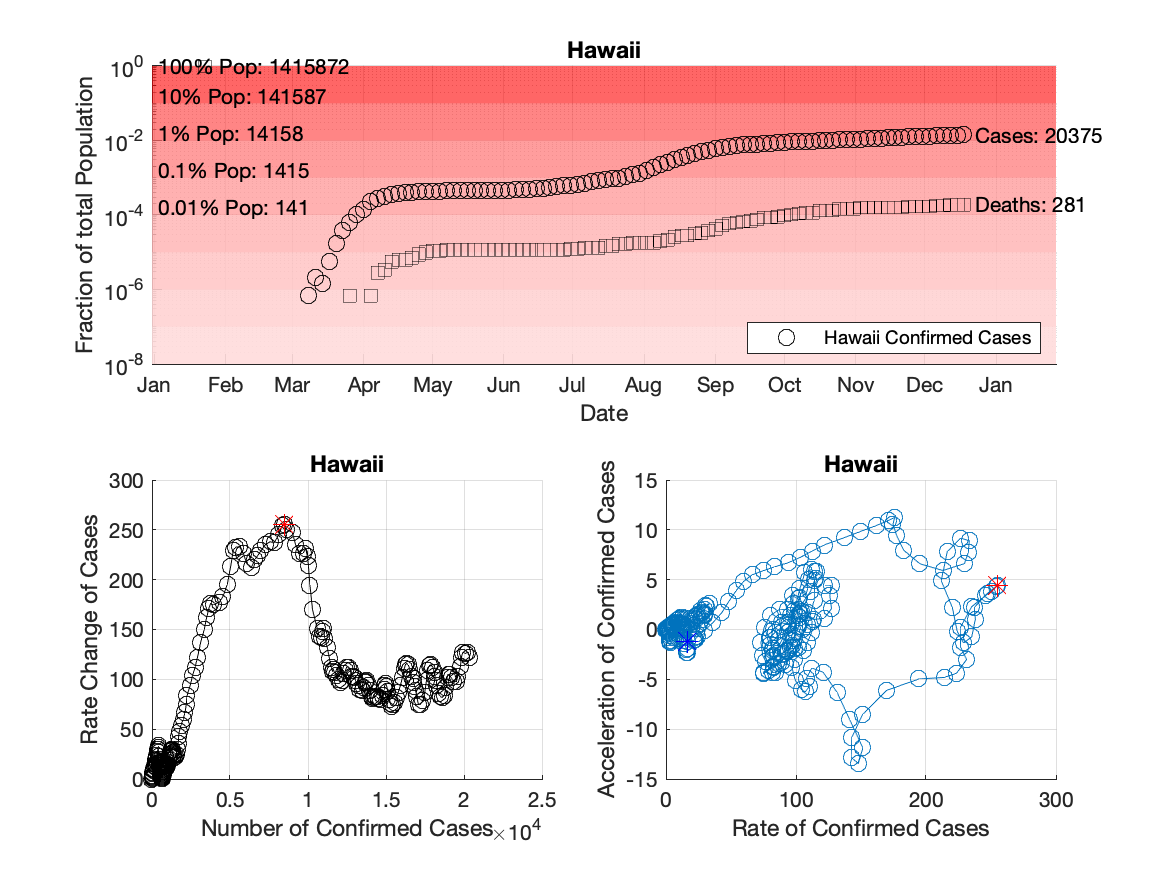 Hawaii
10^0
10^-2
10^-4
10^-6
10^-8
Fraction of total Population
100% Pop: 1415872
10% Pop: 141587
1% Pop: 14158
0.1% Pop: 1415
0.01% Pop: 141
Cases: 20375
Deaths: 281
Hawaii Confirmed Cases
Jan Feb Mar Apr May Jun Jul Aug Sep Oct Nov Dec Jan
Date
Hawaii
300
250
200
150
100
50
0
Rate Change of Cases
0 0.5 1 1.5 2 2.5
Number of Confirmed Cases ×10^4
Hawaii
15
10
5
0
-5
-10
-15
Acceleration of Confirmed Cases
0 100 200 300
Rate of Confirmed Cases